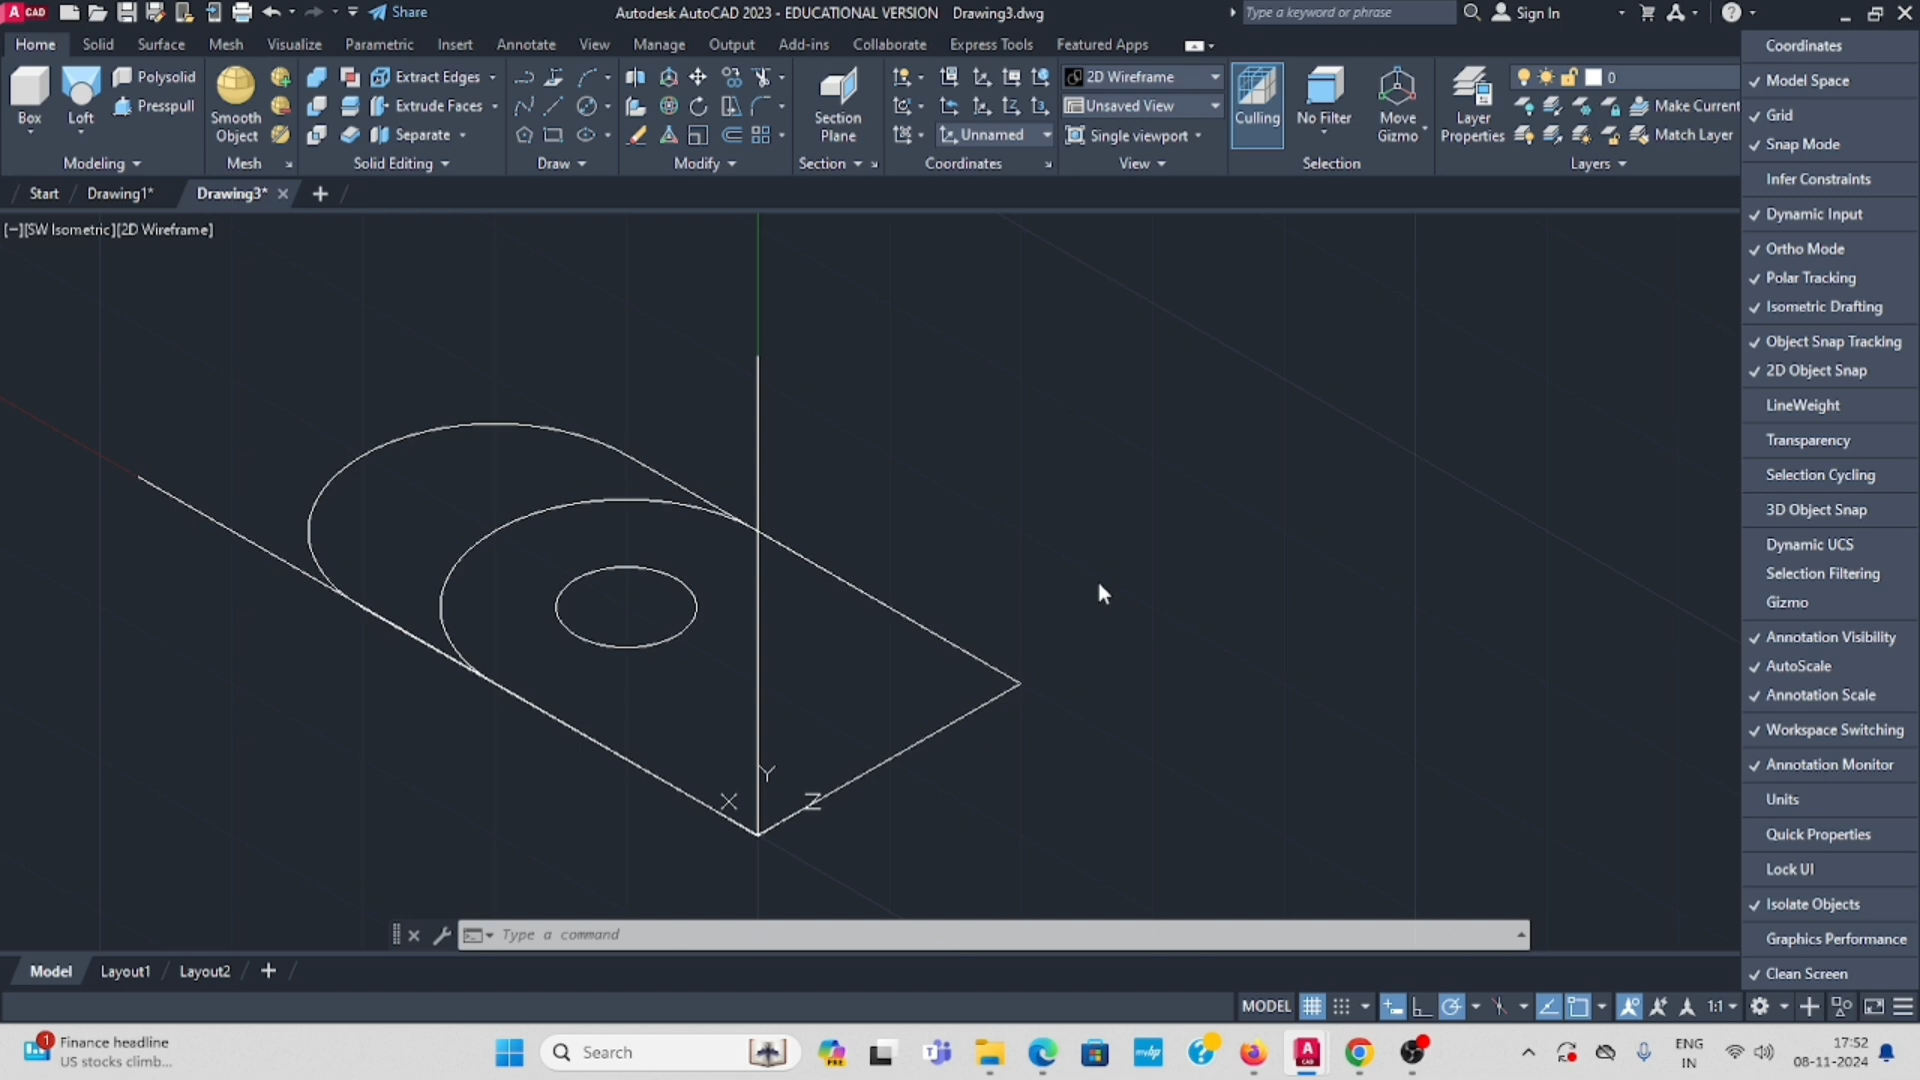 A CAD
Share
Autodesk AutoCAD 2023 - EDUCATIONAL VERSION Drawing3.dwg
Type a keyword or phrase
Sign In
Home Solid Surface Mesh Visualize Parametric Insert Annotate View Manage Output Add-ins Collaborate Express Tools Featured Apps
Box
Loft
Polysolid
Presspull
Modeling
Smooth
Object
Mesh
Extract Edges
Extrude Faces
Separate
Solid Editing
Draw
Modify
Section
Plane
Section
Unnamed
Coordinates
2D Wireframe
Unsaved View
Single viewport
View
Culling
No Filter
Move
Gizmo
Selection
Layer
Properties
0
Make Current
Match Layer
Layers
Start Drawing1* Drawing3*
[−][SW Isometric][2D Wireframe]
Y
X
Z
Type a command
Model Layout1 Layout2
Coordinates
Model Space
Grid
Snap Mode
Infer Constraints
Dynamic Input
Ortho Mode
Polar Tracking
Isometric Drafting
Object Snap Tracking
2D Object Snap
LineWeight
Transparency
Selection Cycling
3D Object Snap
Dynamic UCS
Selection Filtering
Gizmo
Annotation Visibility
AutoScale
Annotation Scale
Workspace Switching
Annotation Monitor
Units
Quick Properties
Lock UI
Isolate Objects
Graphics Performance
Clean Screen
MODEL
1:1
1
Finance headline
US stocks climb...
Search
PRE
myhp
A CAD
ENG
IN
17:52
08-11-2024